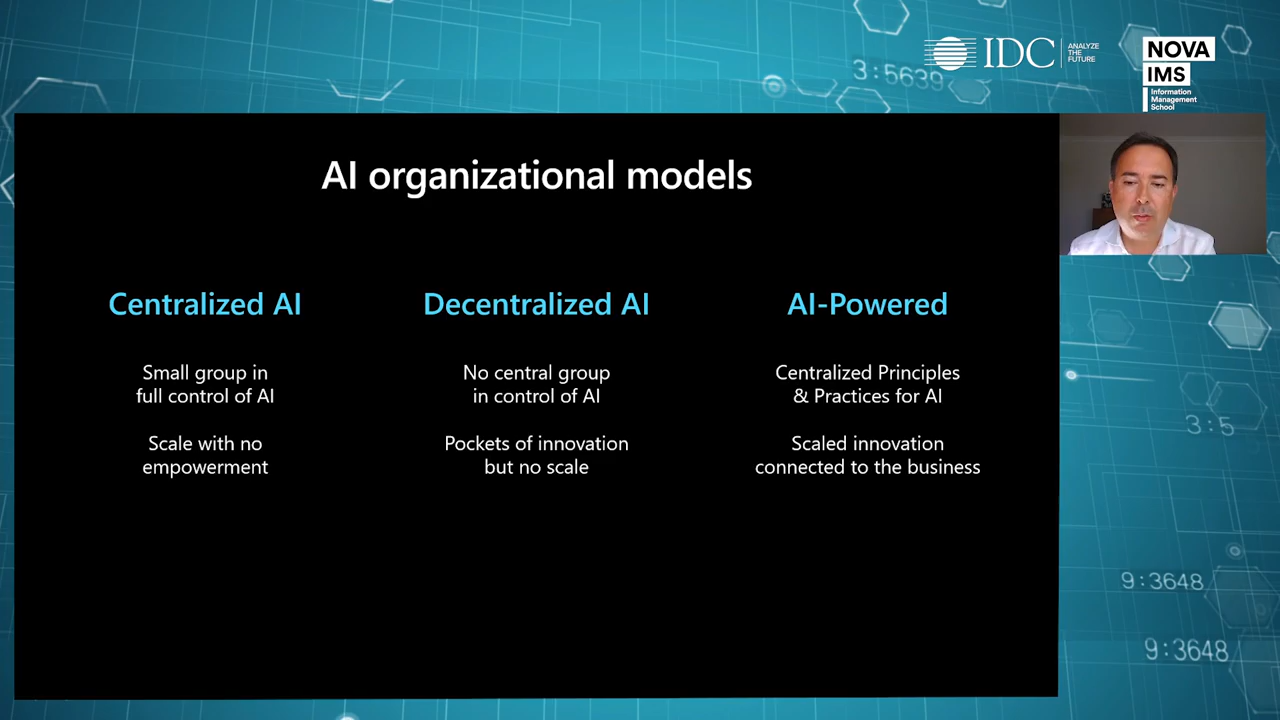 IDC
ANALYZE
THE
FUTURE
NOVA
IMS
Information
Management
School
3:5639
AI organizational models
Centralized AI
Small group in
full control of AI
Scale with no
empowerment
Decentralized AI
No central group
in control of AI
Pockets of innovation
but no scale
AI-Powered
Centralized Principles
& Practices for AI
Scaled innovation
connected to the business
3:5
9:3648
9:3648